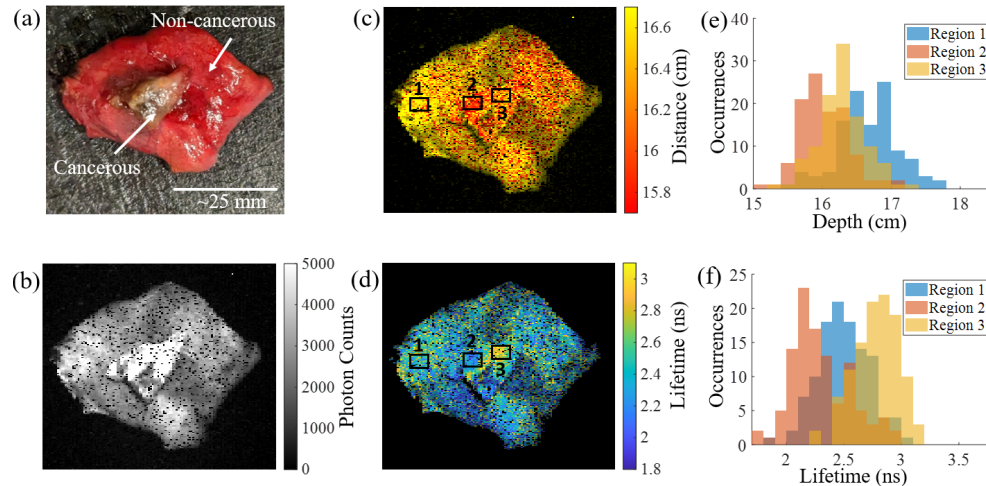 (a)
Non-cancerous
Cancerous
~25 mm
(b)
5000
4000
3000
2000
1000
0
Photon Counts
(c)
1
2
3
16.6
16.4
16.2
16
15.8
Distance (cm)
(d)
1
2
3
3
2.8
2.6
2.4
2.2
2
1.8
Lifetime (ns)
(e)
Region 1
Region 2
Region 3
40
30
20
10
0
Occurrences
15 16 17 18
Depth (cm)
(f)
Region 1
Region 2
Region 3
25
20
15
10
5
0
Occurrences
2 2.5 3 3.5
Lifetime (ns)